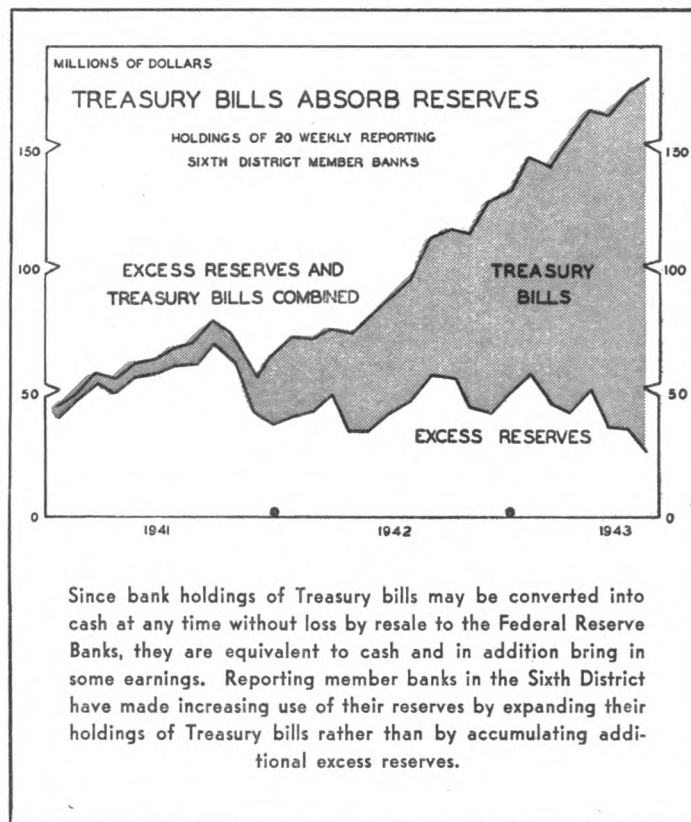 MILLIONS OF DOLLARS
TREASURY BILLS ABSORB RESERVES
HOLDINGS OF 20 WEEKLY REPORTING
SIXTH DISTRICT MEMBER BANKS
150
150
100
100
EXCESS RESERVES AND
TREASURY BILLS COMBINED
TREASURY
BILLS
50
50
EXCESS RESERVES
0
0
1941
1942
1943
Since bank holdings of Treasury bills may be converted into
cash at any time without loss by resale to the Federal Reserve
Banks, they are equivalent to cash and in addition bring in
some earnings. Reporting member banks in the Sixth District
have made increasing use of their reserves by expanding their
holdings of Treasury bills rather than by accumulating addi-
tional excess reserves.